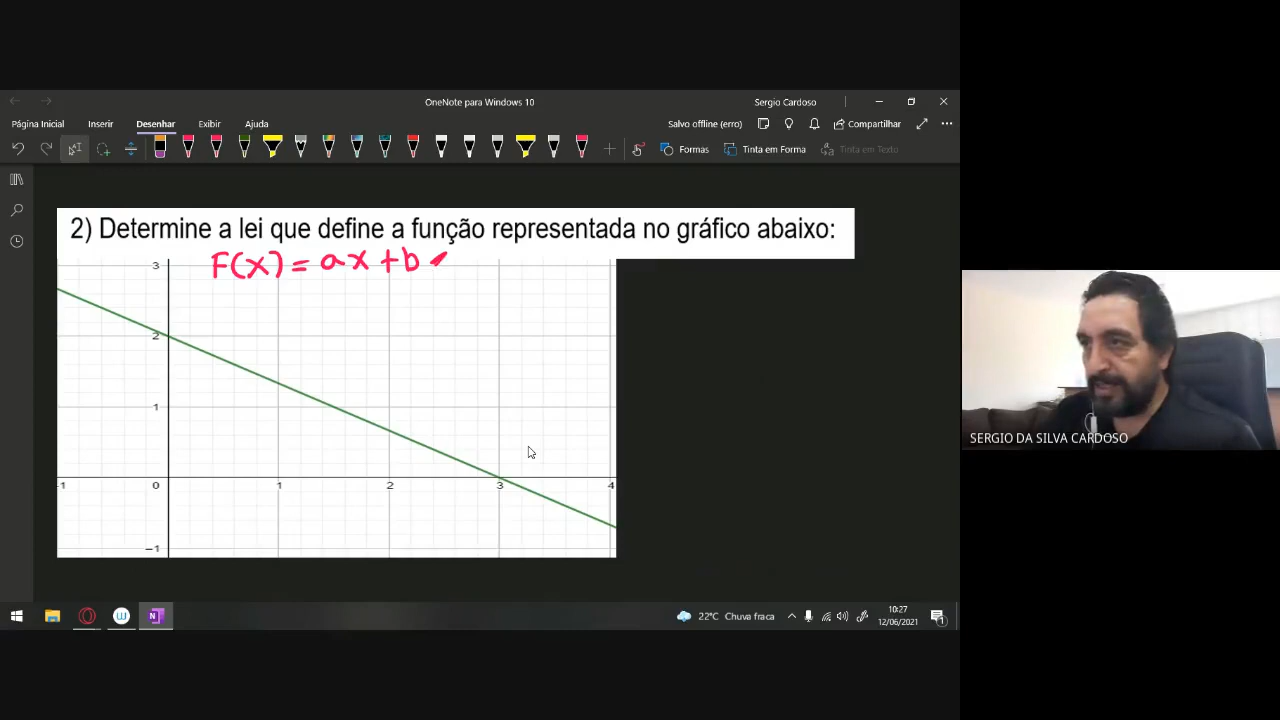 OneNote para Windows 10
Sergio Cardoso
Página Inicial Inserir Desenhar Exibir Ajuda
Salvo offline (erro) Compartilhar
Formas Tinta em Forma Tinta em Texto
2) Determine a lei que define a função representada no gráfico abaixo:
F(x) = ax + b
3
2
1
-1 0 1 2 3 4
-1
SERGIO DA SILVA CARDOSO
22°C Chuva fraca
10:27
12/06/2021